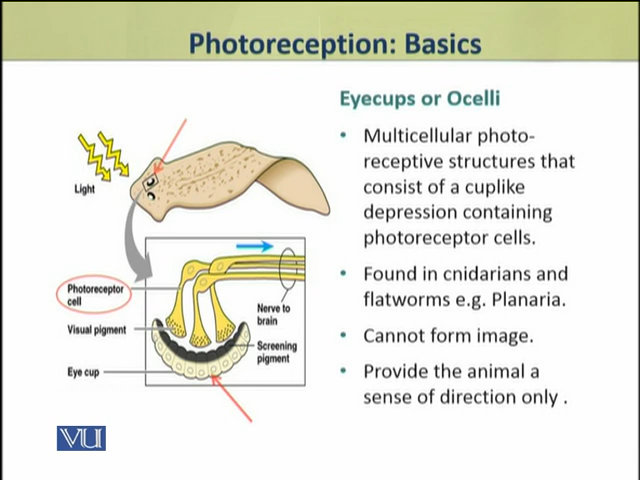 Photoreception: Basics
Eyecups or Ocelli
• Multicellular photo-
receptive structures that
consist of a cuplike
depression containing
photoreceptor cells.
• Found in cnidarians and
flatworms e.g. Planaria.
• Cannot form image.
• Provide the animal a
sense of direction only .
Light
Photoreceptor
cell
Visual pigment
Eye cup
Nerve to
brain
Screening
pigment
VU